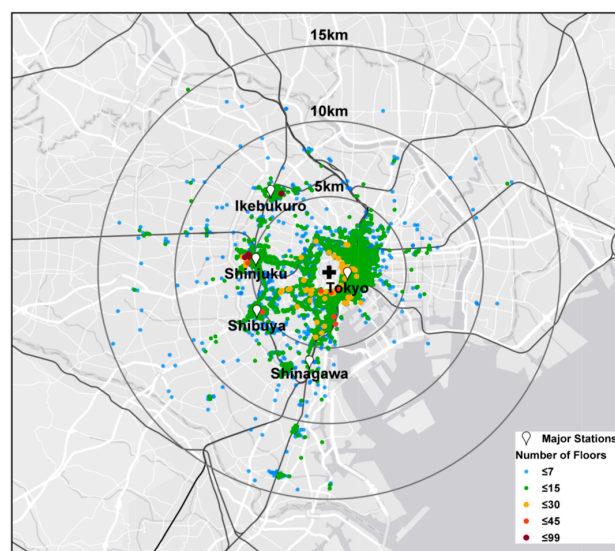 15km
10km
5km
Ikebukuro
Shinjuku
Tokyo
Shibuya
Shinagawa
Major Stations
Number of Floors
≤7
≤15
≤30
≤45
≤99